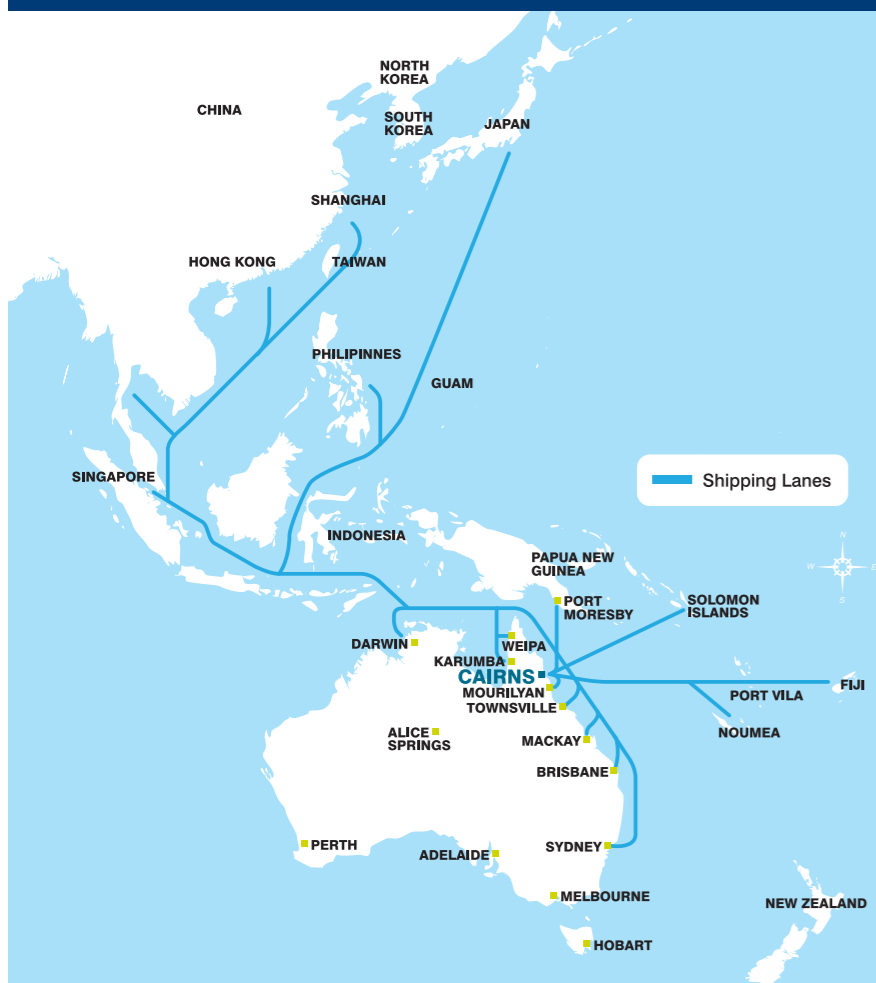 NORTH
KOREA
CHINA
SOUTH
KOREA
JAPAN
SHANGHAI
HONG KONG
TAIWAN
PHILIPINNES
GUAM
SINGAPORE
Shipping Lanes
INDONESIA
PAPUA NEW
GUINEA
N
W
E
S
PORT
MORESBY
SOLOMON
ISLANDS
DARWIN
WEIPA
KARUMBA
CAIRNS
MOURILYAN
TOWNSVILLE
FIJI
PORT VILA
NOUMEA
ALICE
SPRINGS
MACKAY
BRISBANE
PERTH
ADELAIDE
SYDNEY
MELBOURNE
NEW ZEALAND
HOBART